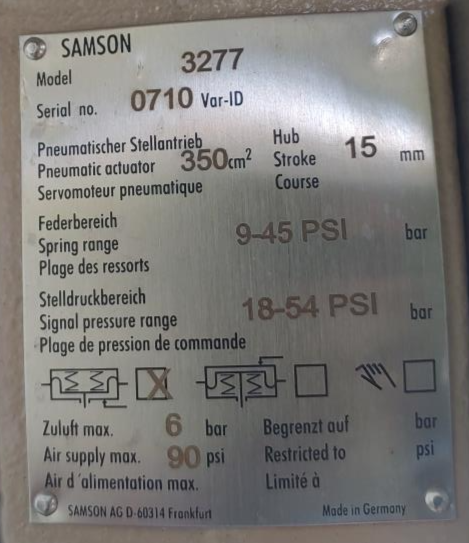 SAMSON
Model 3277
Serial no. 0710 Var-ID
Pneumatischer Stellantrieb Hub
Pneumatic actuator 350 cm² Stroke 15 mm
Servomoteur pneumatique Course
Federbereich
Spring range 9-45 PSI bar
Plage des ressorts
Stelldruckbereich
Signal pressure range 18-54 PSI bar
Plage de pression de commande
X
Zuluft max. 6 bar Begrenzt auf bar
Air supply max. 90 psi Restricted to psi
Air d´alimentation max. Limité à
SAMSON AG D-60314 Frankfurt Made in Germany